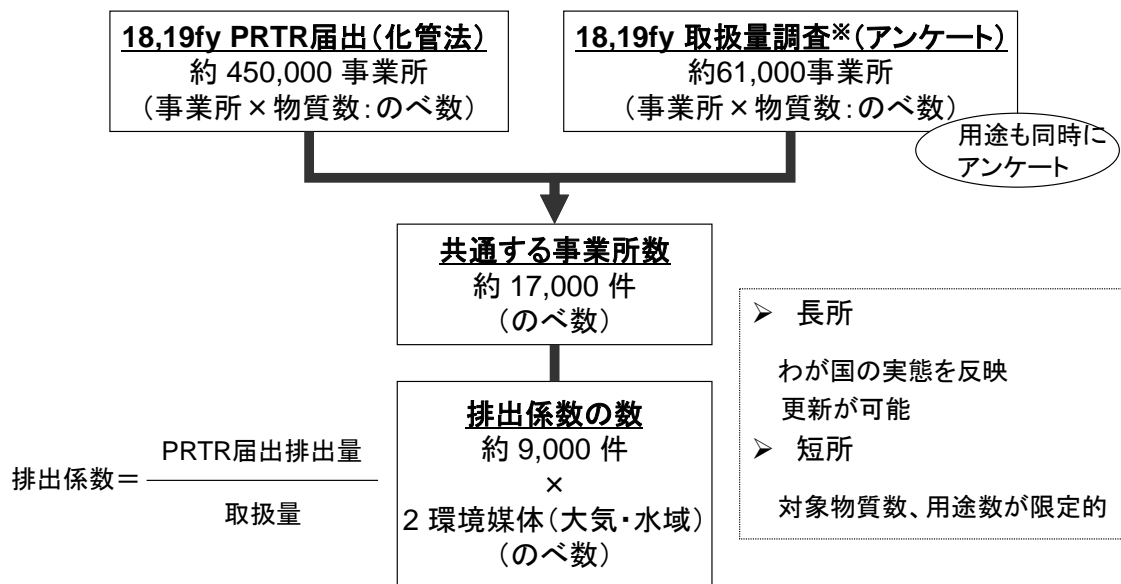 18,19fy PRTR届出(化管法)
約 450,000 事業所
(事業所×物質数:のべ数)
18,19fy 取扱量調査※(アンケート)
約61,000事業所
(事業所×物質数:のべ数)
用途も同時に
アンケート
共通する事業所数
約 17,000 件
(のべ数)
排出係数の数
約 9,000 件
×
2 環境媒体(大気・水域)
(のべ数)
排出係数=
PRTR届出排出量
取扱量
➢ 長所
わが国の実態を反映
更新が可能
➢ 短所
対象物質数、用途数が限定的